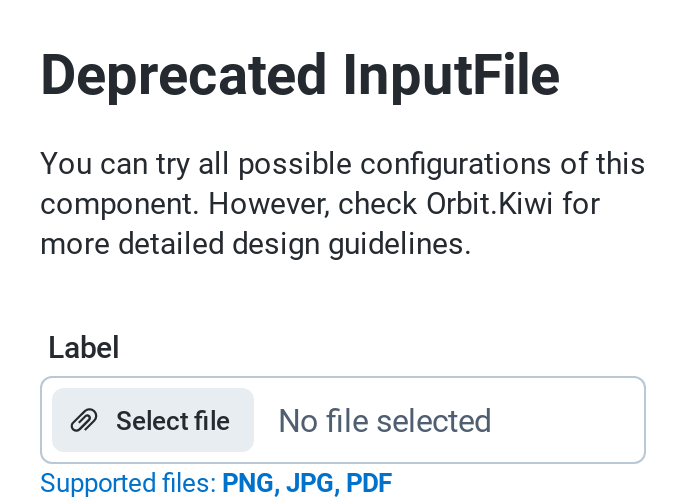 Deprecated InputFile
You can try all possible configurations of this
component. However, check Orbit.Kiwi for
more detailed design guidelines.
Label
Select file No file selected
Supported files: PNG, JPG, PDF